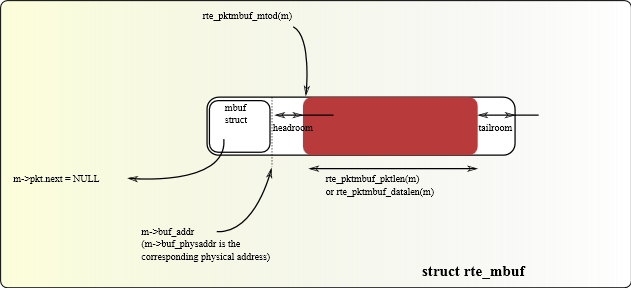 rte_pktmbuf_mtod(m)
mbuf
struct
headroom
tailroom
m->pkt.next = NULL
rte_pktmbuf_pktlen(m)
or rte_pktmbuf_datalen(m)
m->buf_addr
(m->buf_physaddr is the
corresponding physical address)
struct rte_mbuf